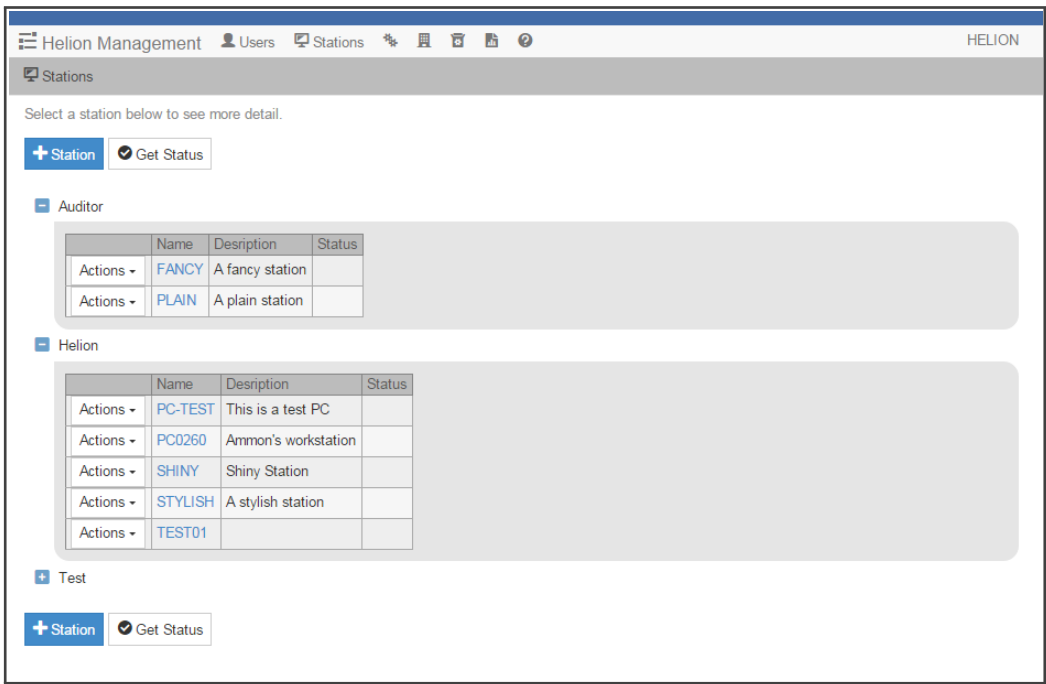 Helion Management Users Stations HELION
Stations
Select a station below to see more detail.
Station Get Status
Auditor
Name Desription Status
Actions FANCY A fancy station
Actions PLAIN A plain station
Helion
Name Desription Status
Actions PC-TEST This is a test PC
Actions PC0260 Ammon's workstation
Actions SHINY Shiny Station
Actions STYLISH A stylish station
Actions TEST01
Test
Station Get Status